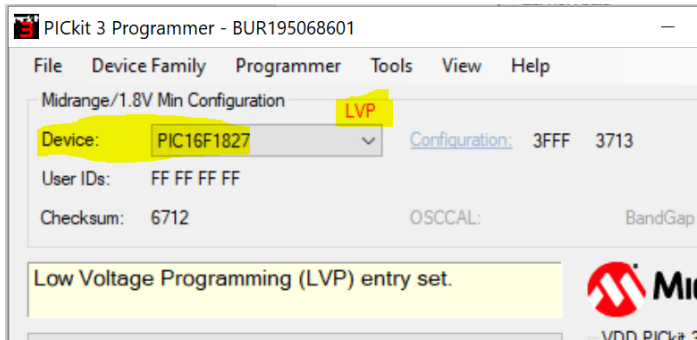 PICkit 3 Programmer - BUR195068601
File Device Family Programmer Tools View Help
Midrange/1.8V Min Configuration
LVP
Device: PIC16F1827 Configuration: 3FFF 3713
User IDs: FF FF FF FF
Checksum: 6712 OSCCAL: BandGap
Low Voltage Programming (LVP) entry set.
VDD PICkit 3